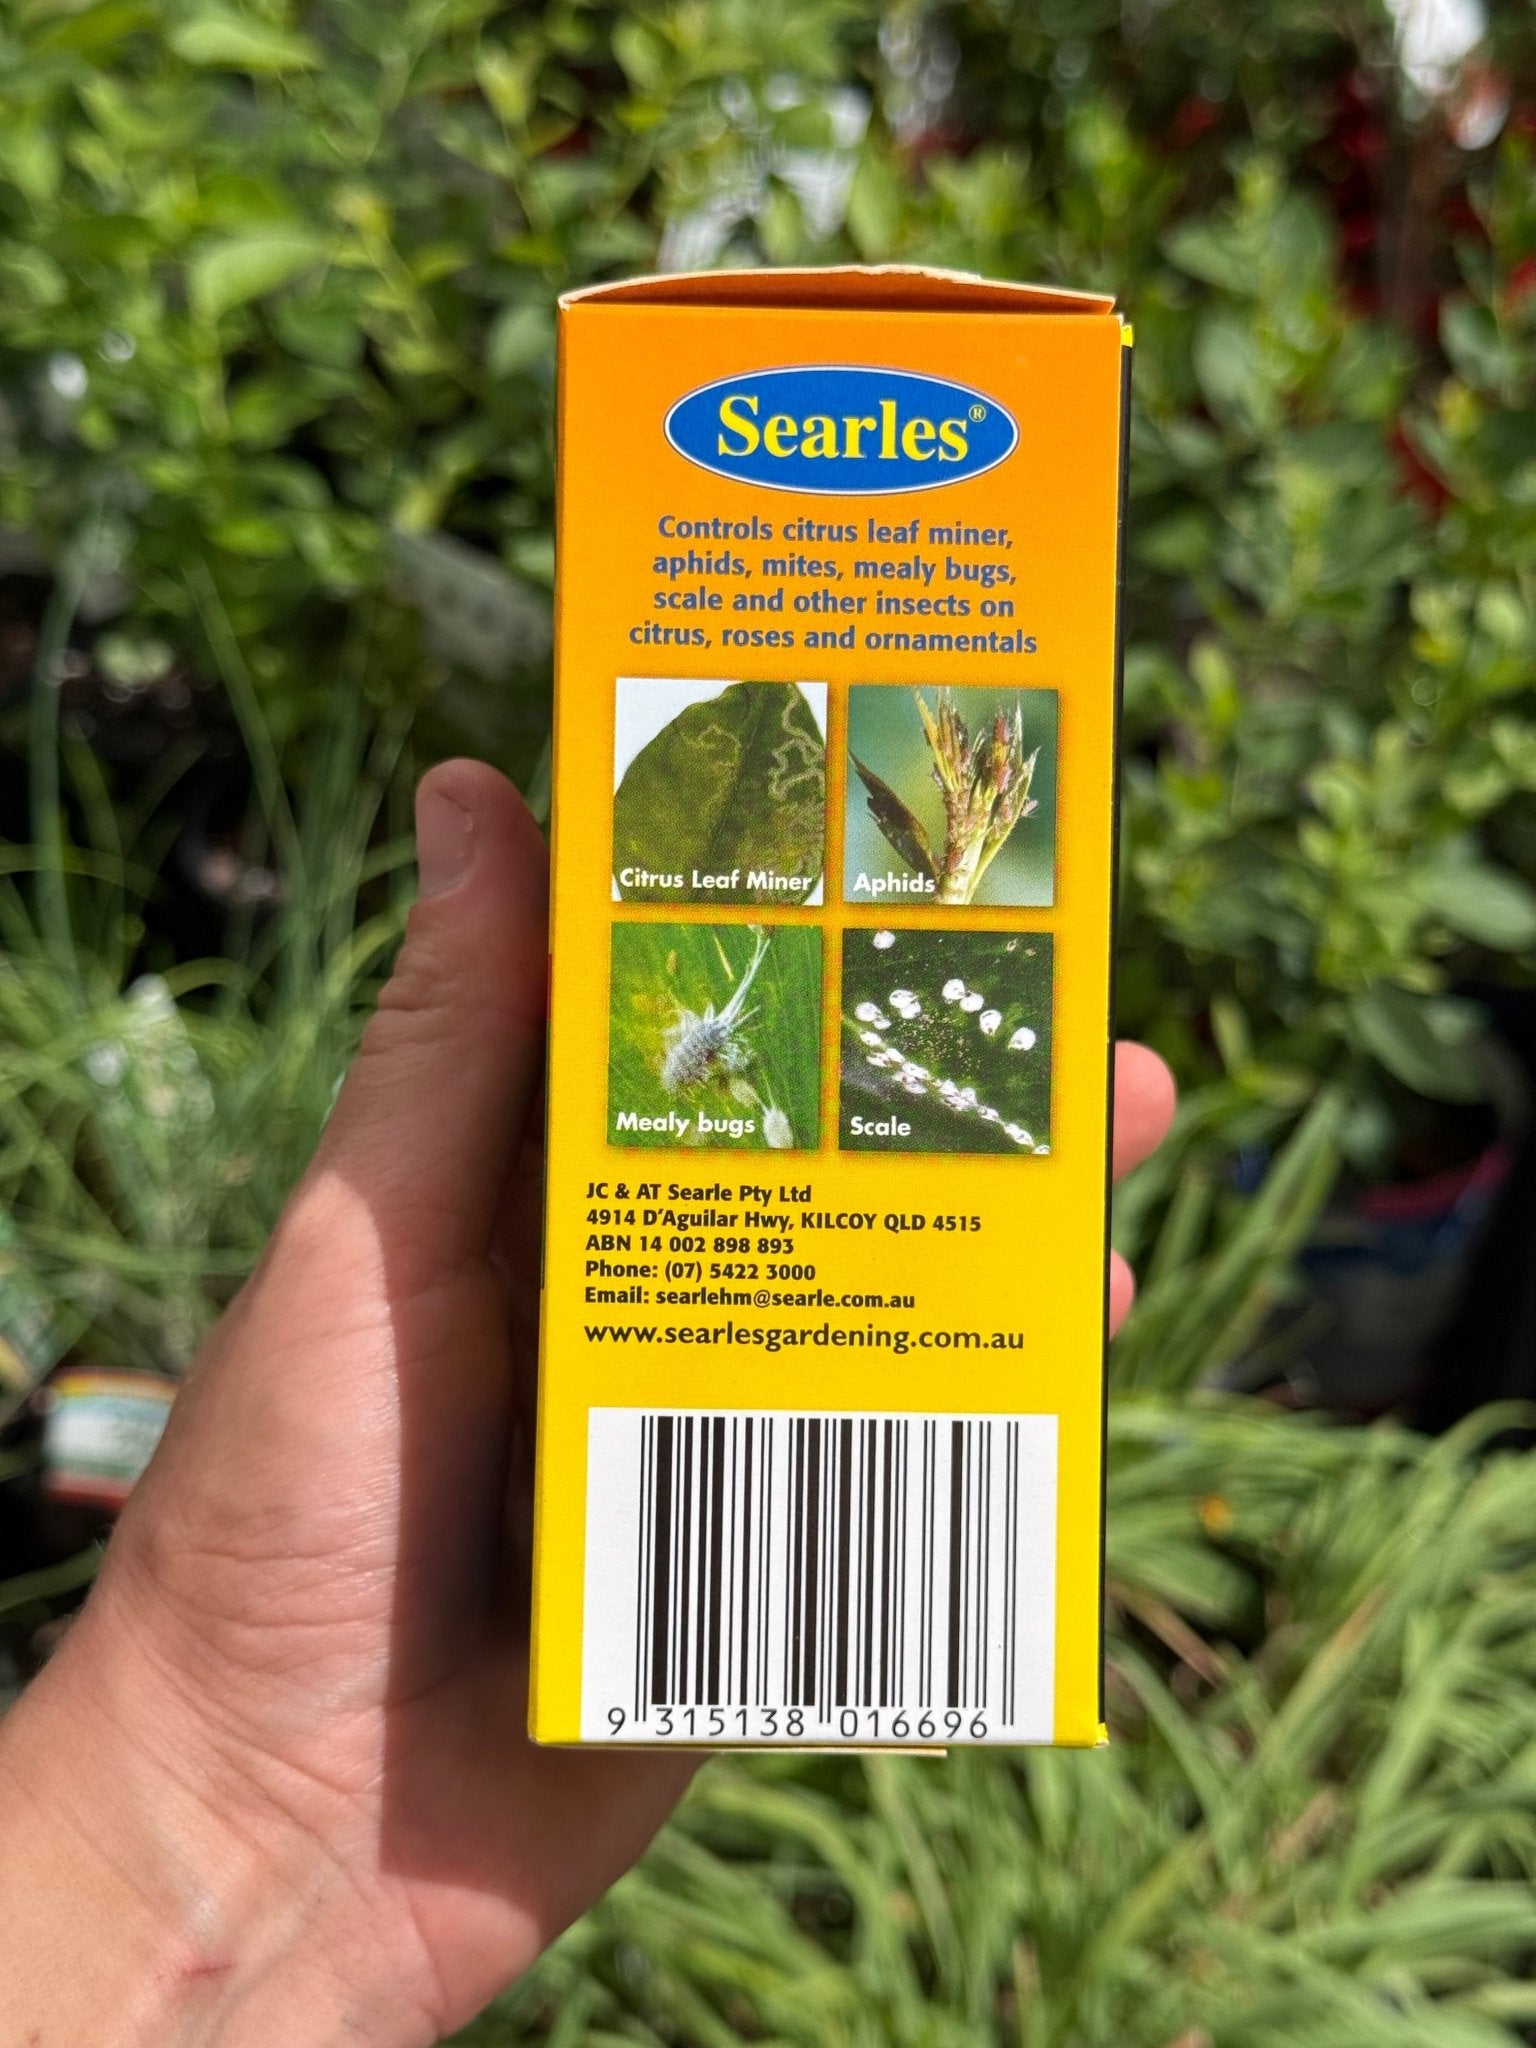 Searles®
Controls citrus leaf miner,
aphids, mites, mealy bugs,
scale and other insects on
citrus, roses and ornamentals
Citrus Leaf Miner
Aphids
Mealy bugs
Scale
JC & AT Searle Pty Ltd
4914 D'Aguilar Hwy, KILCOY QLD 4515
ABN 14 002 898 893
Phone: (07) 5422 3000
Email: searlehm@searle.com.au
www.searlesgardening.com.au
9 315138 016696